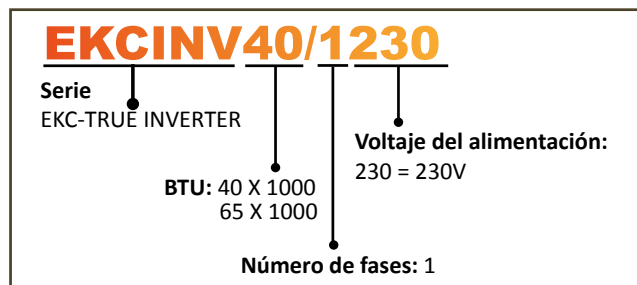 EKCINV40/1230
Serie
EKC-TRUE INVERTER
Voltaje del alimentación:
230 = 230V
BTU: 40 X 1000
65 X 1000
Número de fases: 1